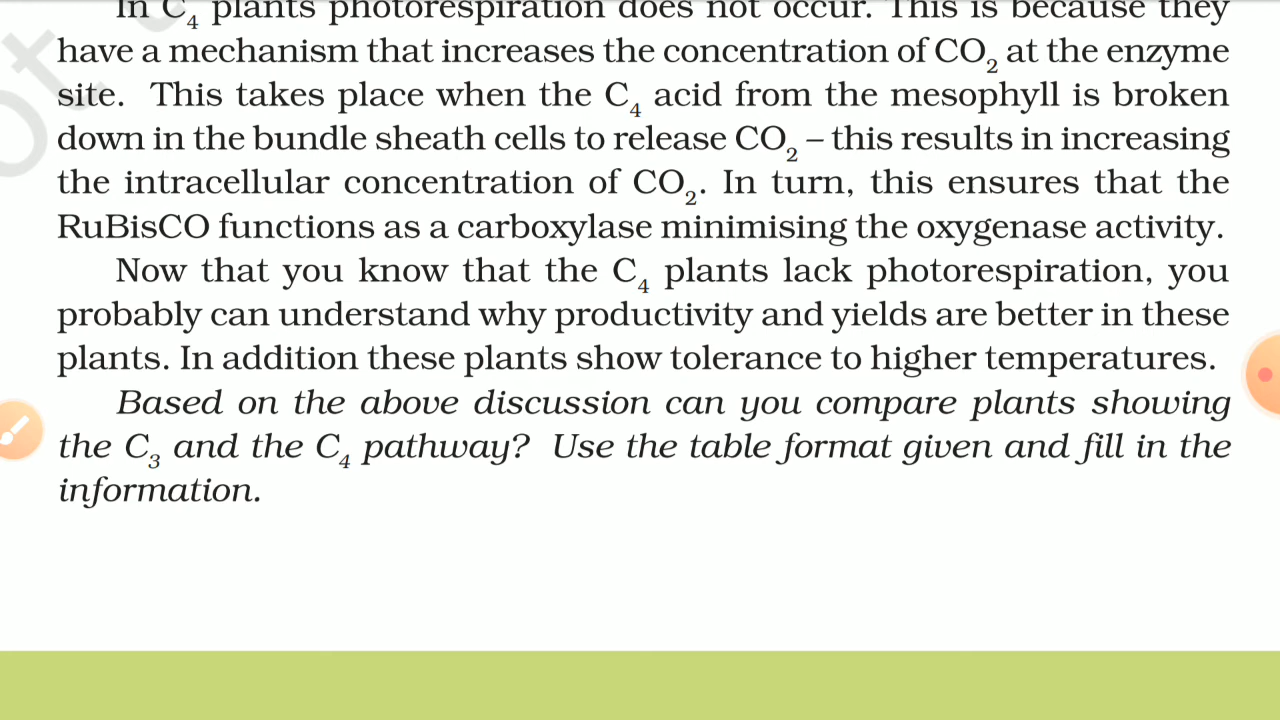 In C4 plants photorespiration does not occur. This is because they
have a mechanism that increases the concentration of CO2 at the enzyme
site. This takes place when the C4 acid from the mesophyll is broken
down in the bundle sheath cells to release CO2 – this results in increasing
the intracellular concentration of CO2. In turn, this ensures that the
RuBisCO functions as a carboxylase minimising the oxygenase activity.
Now that you know that the C4 plants lack photorespiration, you
probably can understand why productivity and yields are better in these
plants. In addition these plants show tolerance to higher temperatures.
Based on the above discussion can you compare plants showing
the C3 and the C4 pathway? Use the table format given and fill in the
information.